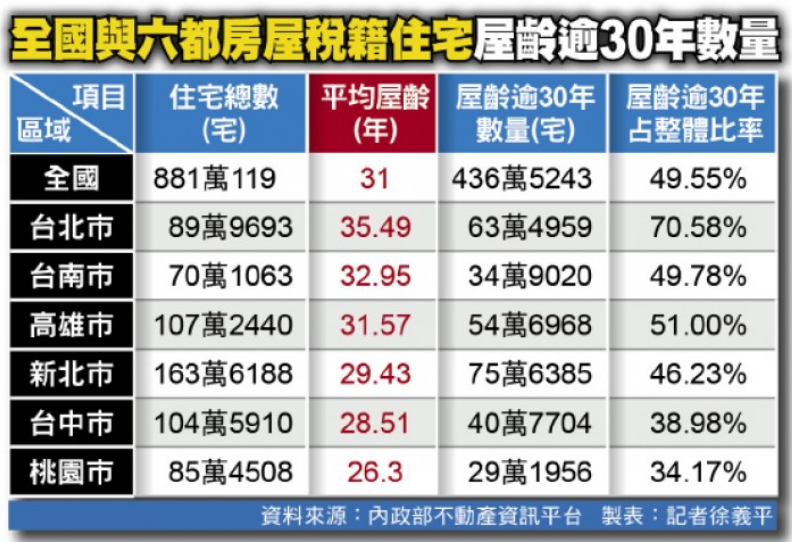 全國與六都房屋稅籍住宅屋齡逾30年數量
項目 住宅總數 平均屋齡 屋齡逾30年 屋齡逾30年
區域 (宅) (年) 數量(宅) 占整體比率
全國 881萬119 31 436萬5243 49.55%
台北市 89萬9693 35.49 63萬4959 70.58%
台南市 70萬1063 32.95 34萬9020 49.78%
高雄市 107萬2440 31.57 54萬6968 51.00%
新北市 163萬6188 29.43 75萬6385 46.23%
台中市 104萬5910 28.51 40萬7704 38.98%
桃園市 85萬4508 26.3 29萬1956 34.17%
資料來源：內政部不動產資訊平台 製表：記者徐義平